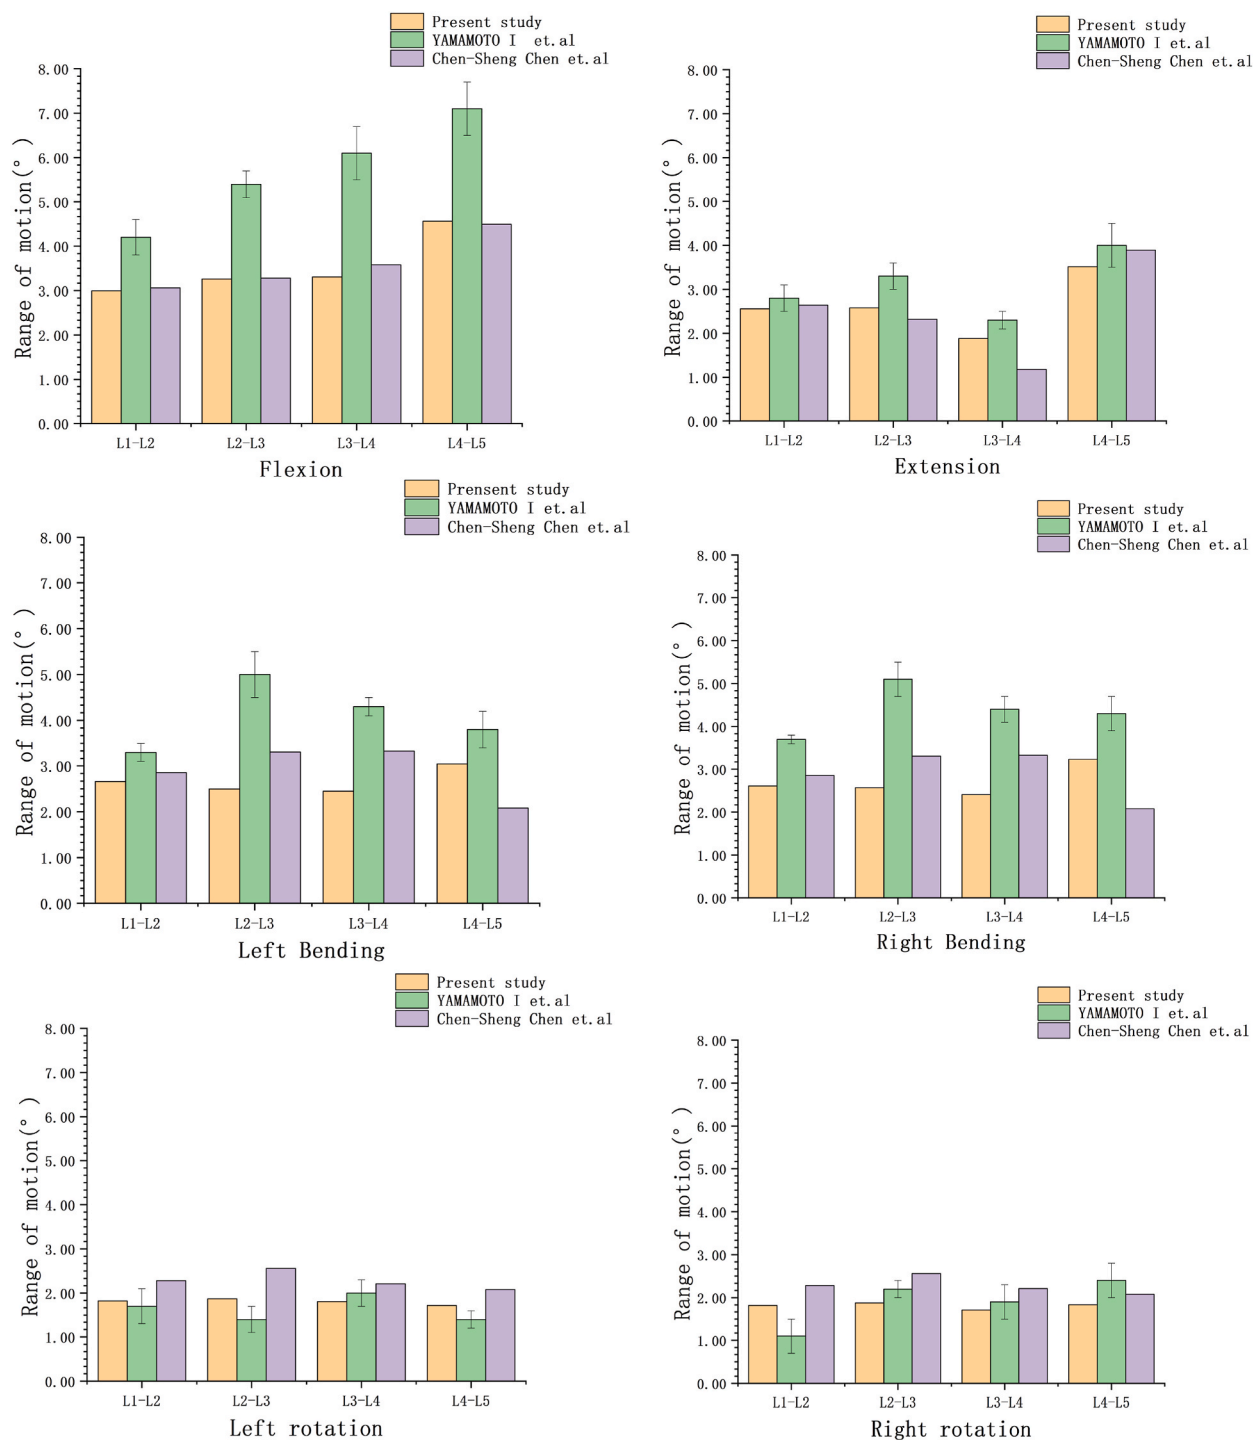 Present study
YAMAMOTO I et.al
Chen-Sheng Chen et.al
8.00
7.00
6.00
5.00
4.00
3.00
2.00
1.00
0.00
Range of motion(° )
L1-L2 L2-L3 L3-L4 L4-L5
Flexion
Present study
YAMAMOTO I et.al
Chen-Sheng Chen et.al
8.00
7.00
6.00
5.00
4.00
3.00
2.00
1.00
0.00
Range of motion(° )
L1-L2 L2-L3 L3-L4 L4-L5
Extension
Prensent study
YAMAMOTO I et.al
Chen-Sheng Chen et.al
8.00
7.00
6.00
5.00
4.00
3.00
2.00
1.00
0.00
Range of motion(° )
L1-L2 L2-L3 L3-L4 L4-L5
Left Bending
Present study
YAMAMOTO I et.al
Chen-Sheng Chen et.al
8.00
7.00
6.00
5.00
4.00
3.00
2.00
1.00
0.00
Range of motion(° )
L1-L2 L2-L3 L3-L4 L4-L5
Right Bending
Present study
YAMAMOTO I et.al
Chen-Sheng Chen et.al
8.00
7.00
6.00
5.00
4.00
3.00
2.00
1.00
0.00
Range of motion(° )
L1-L2 L2-L3 L3-L4 L4-L5
Left rotation
Present study
YAMAMOTO I et.al
Chen-Sheng Chen et.al
8.00
7.00
6.00
5.00
4.00
3.00
2.00
1.00
0.00
Range of motion(° )
L1-L2 L2-L3 L3-L4 L4-L5
Right rotation